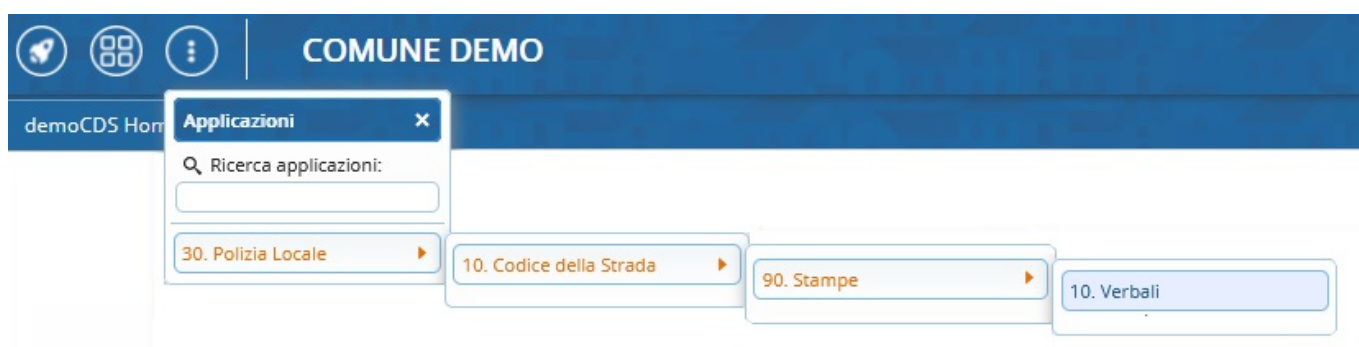 COMUNE DEMO
demoCDS Hom
Applicazioni
Ricerca applicazioni:
30. Polizia Locale
10. Codice della Strada
90. Stampe
10. Verbali